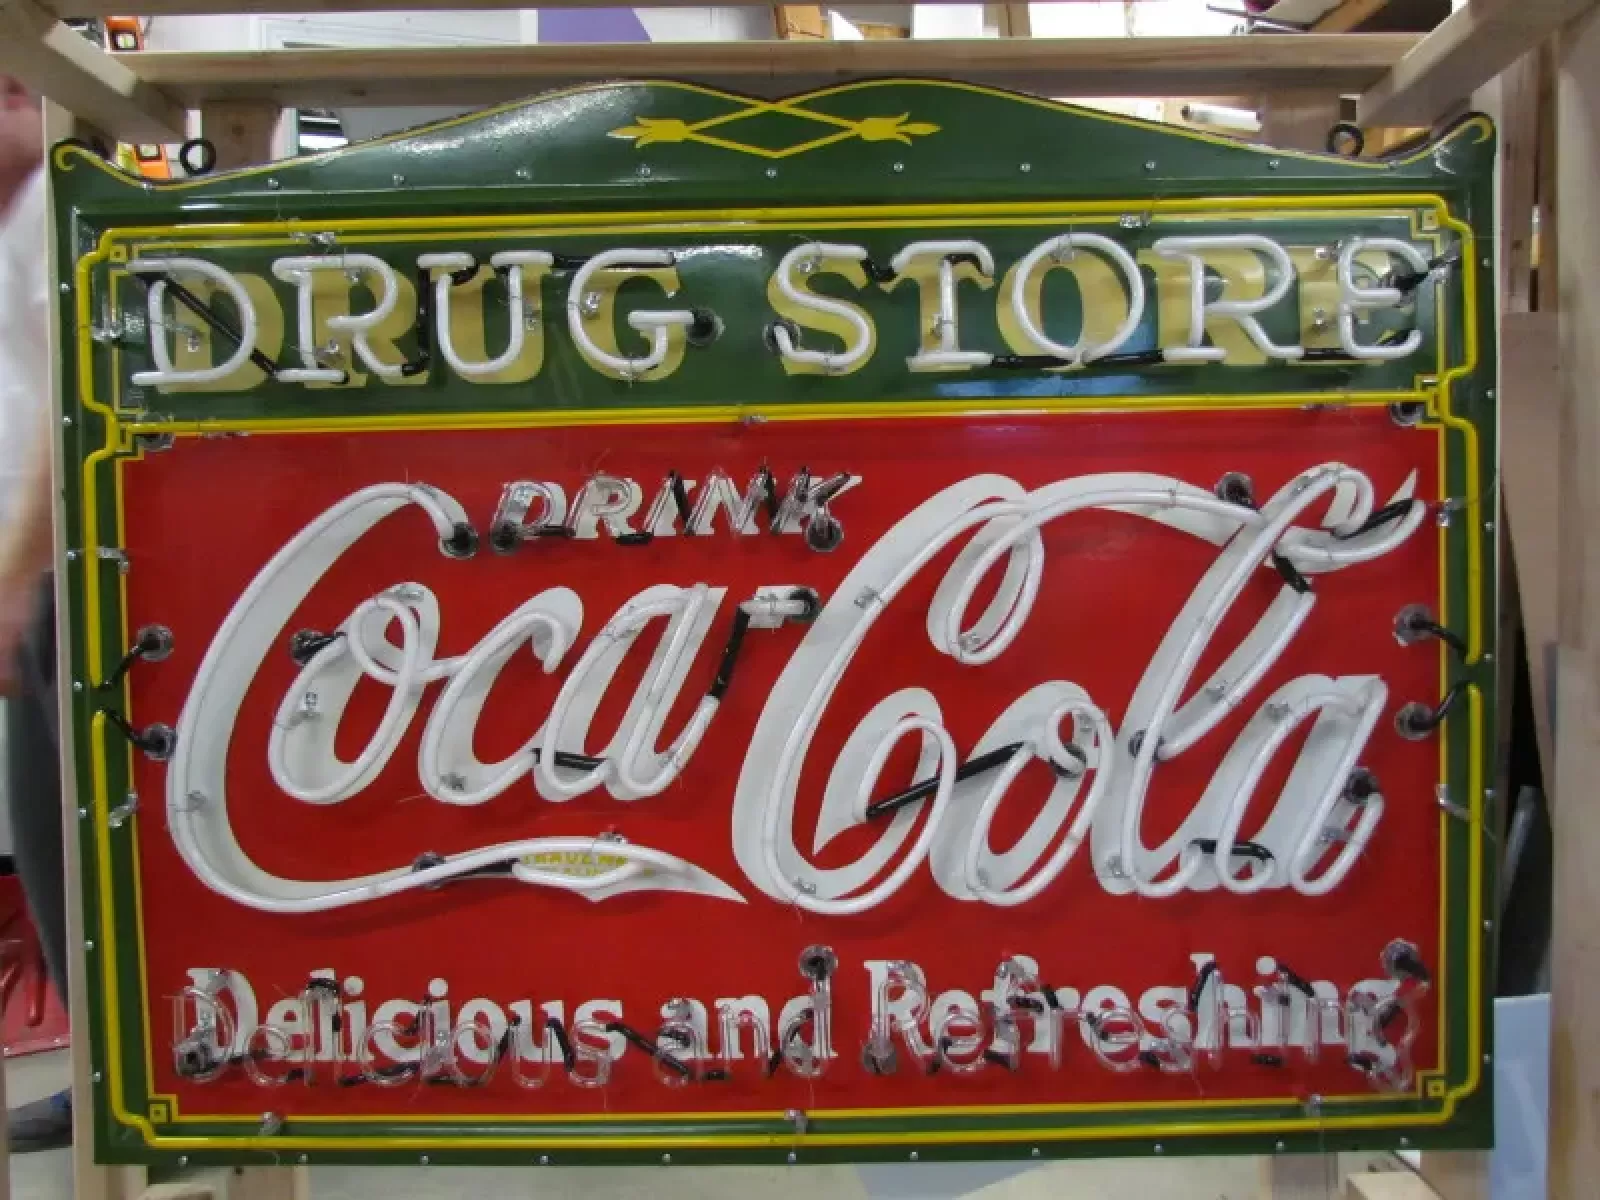 DRUG STORE
DRINK
Coca-Cola
Delicious and Refreshing